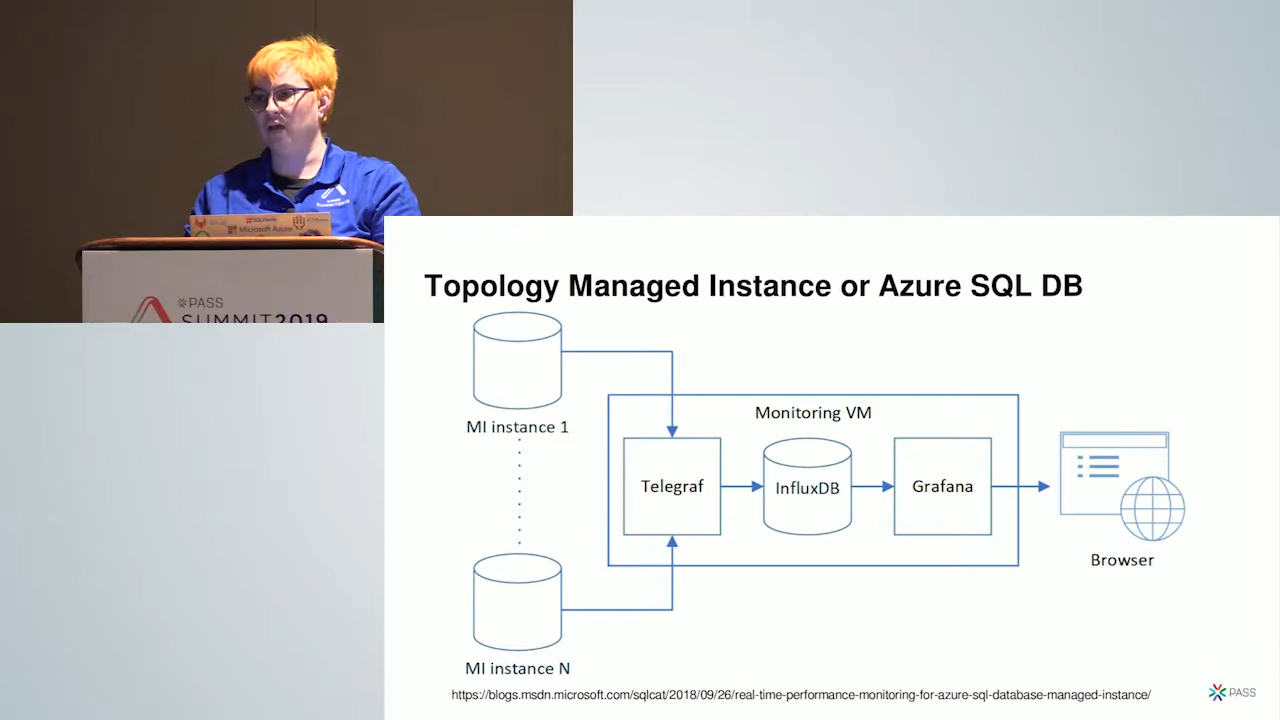 SUMMIT2019
Microsoft Azure
PASS
SUMMIT2019
Topology Managed Instance or Azure SQL DB
MI instance 1
Monitoring VM
Telegraf
InfluxDB
Grafana
Browser
MI instance N
https://blogs.msdn.microsoft.com/sqlcat/2018/09/26/real-time-performance-monitoring-for-azure-sql-database-managed-instance/
PASS